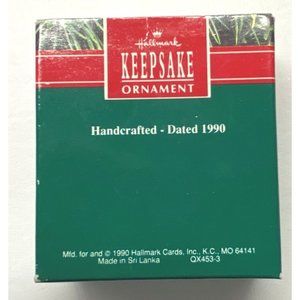 Hallmark
KEEPSAKE
ORNAMENT
Handcrafted - Dated 1990
Mfd. for and © 1990 Hallmark Cards, Inc., K.C., MO 64141
Made in Sri Lanka QX453-3